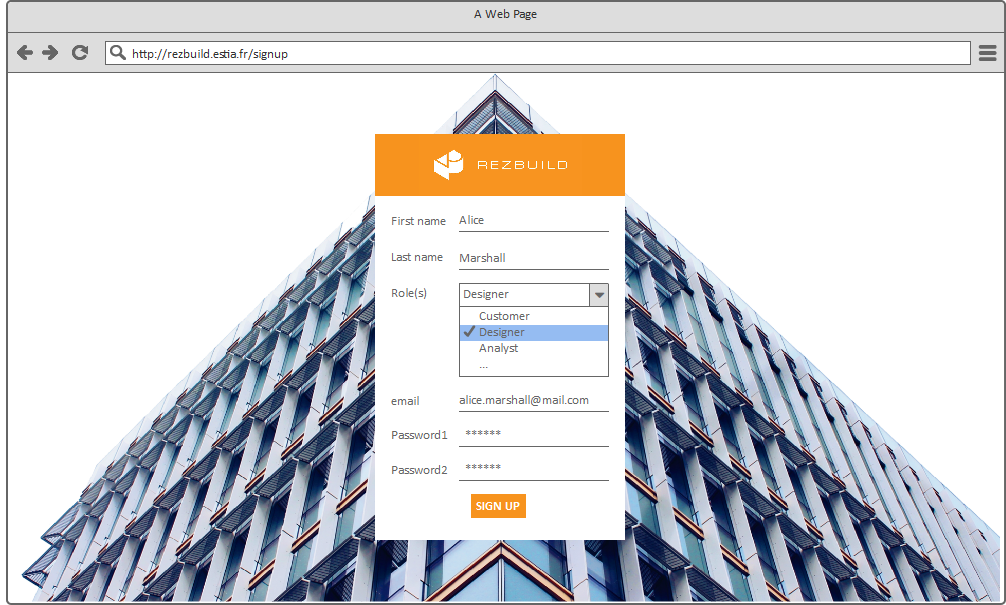 A Web Page
http://rezbuild.estia.fr/signup
REZBUILD
First name Alice
Last name Marshall
Role(s) Designer
Customer
Designer
Analyst
...
email alice.marshall@mail.com
Password1 ******
Password2 ******
SIGN UP